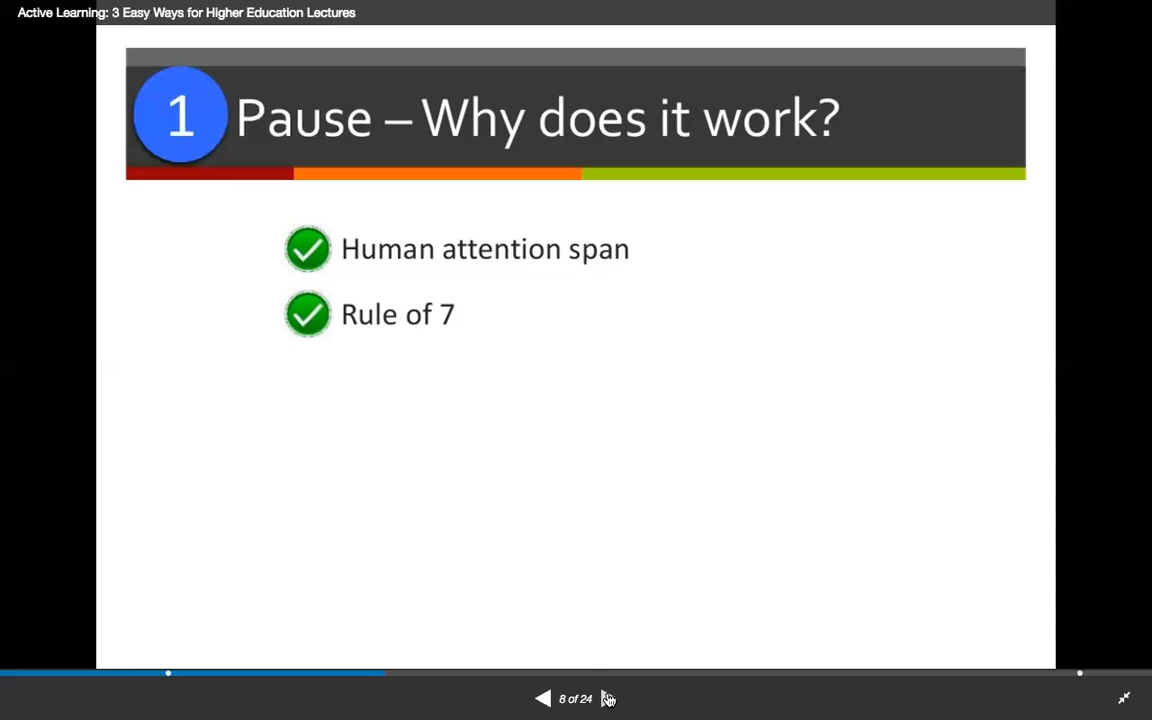 Active Learning: 3 Easy Ways for Higher Education Lectures
1 Pause – Why does it work?
Human attention span
Rule of 7
8 of 24